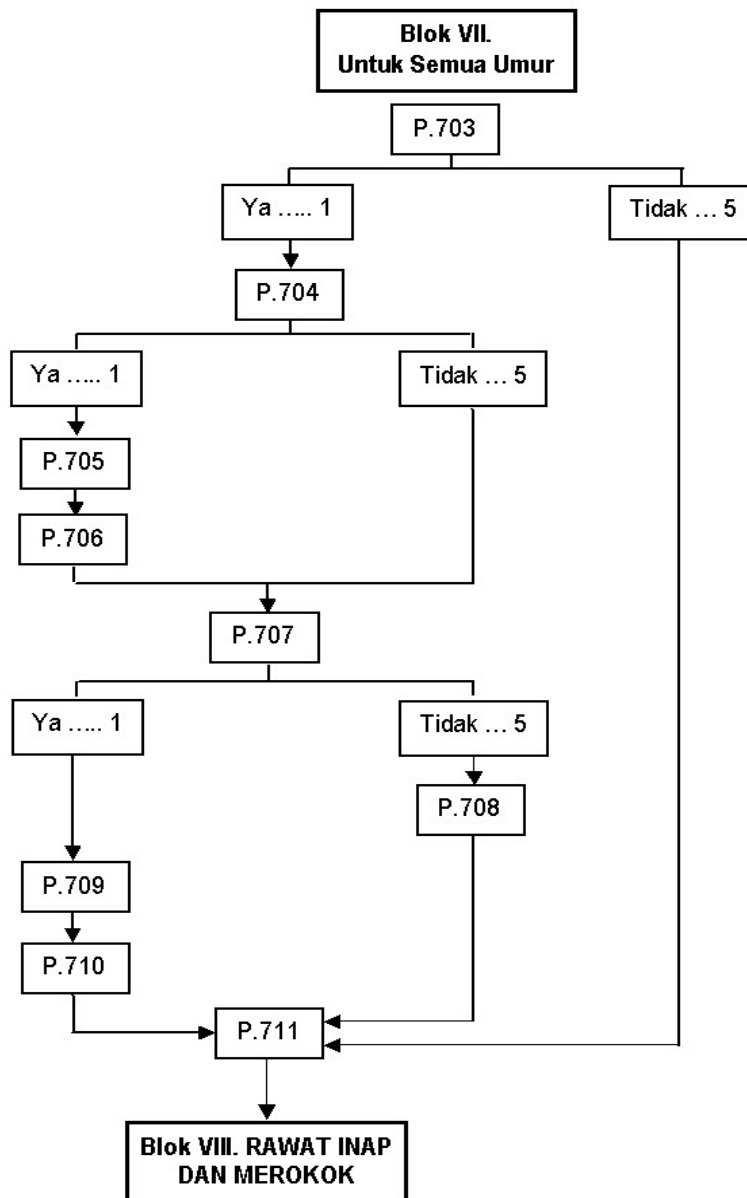 Blok VII.
Untuk Semua Umur
P.703
Ya ..... 1
Tidak ... 5
P.704
Ya ..... 1
Tidak ... 5
P.705
P.706
P.707
Ya ..... 1
Tidak ... 5
P.708
P.709
P.710
P.711
Blok VIII. RAWAT INAP
DAN MEROKOK